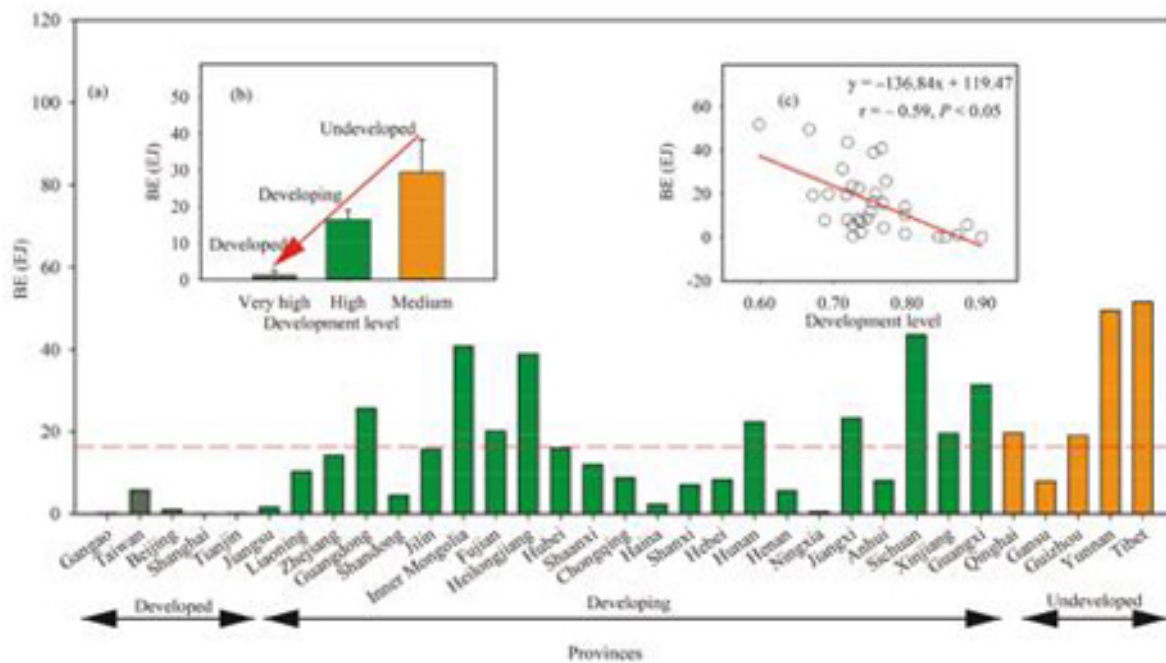 120
100
80
60
40
20
0
BE (EJ)
(a)
(b)
50
40
30
20
10
0
BE (EJ)
Undeveloped
Developing
Developed
Very high High Medium
Development level
(c)
y = −136.84x + 119.47
r = − 0.59, P < 0.05
60
40
20
0
-20
BE (EJ)
0.60 0.70 0.80 0.90
Development level
Gangao
Taiwan
Beijing
Shanghai
Tianjin
Jiangsu
Liaoning
Zhejiang
Guangdong
Shandong
Jilin
Inner Mongolia
Fujian
Heilongjiang
Hubei
Shaanxi
Chongqing
Haina
Shanxi
Hebei
Hunan
Henan
Ningxia
Jiangxi
Anhui
Sichuan
Xinjiang
Guangxi
Qinghai
Gansu
Guizhou
Yunnan
Tibet
Developed Developing Undeveloped
Provinces